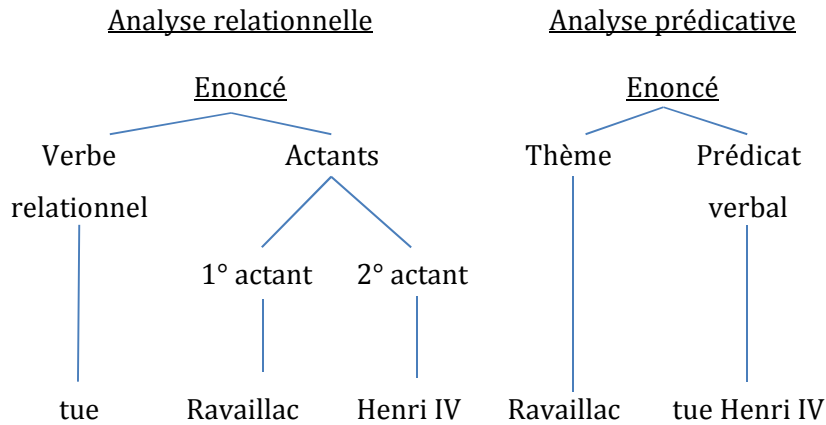 Analyse relationnelle
Enoncé
Verbe
relationnel
Actants
1° actant
2° actant
tue
Ravaillac
Henri IV
Analyse prédicative
Enoncé
Thème
Prédicat
verbal
Ravaillac
tue Henri IV